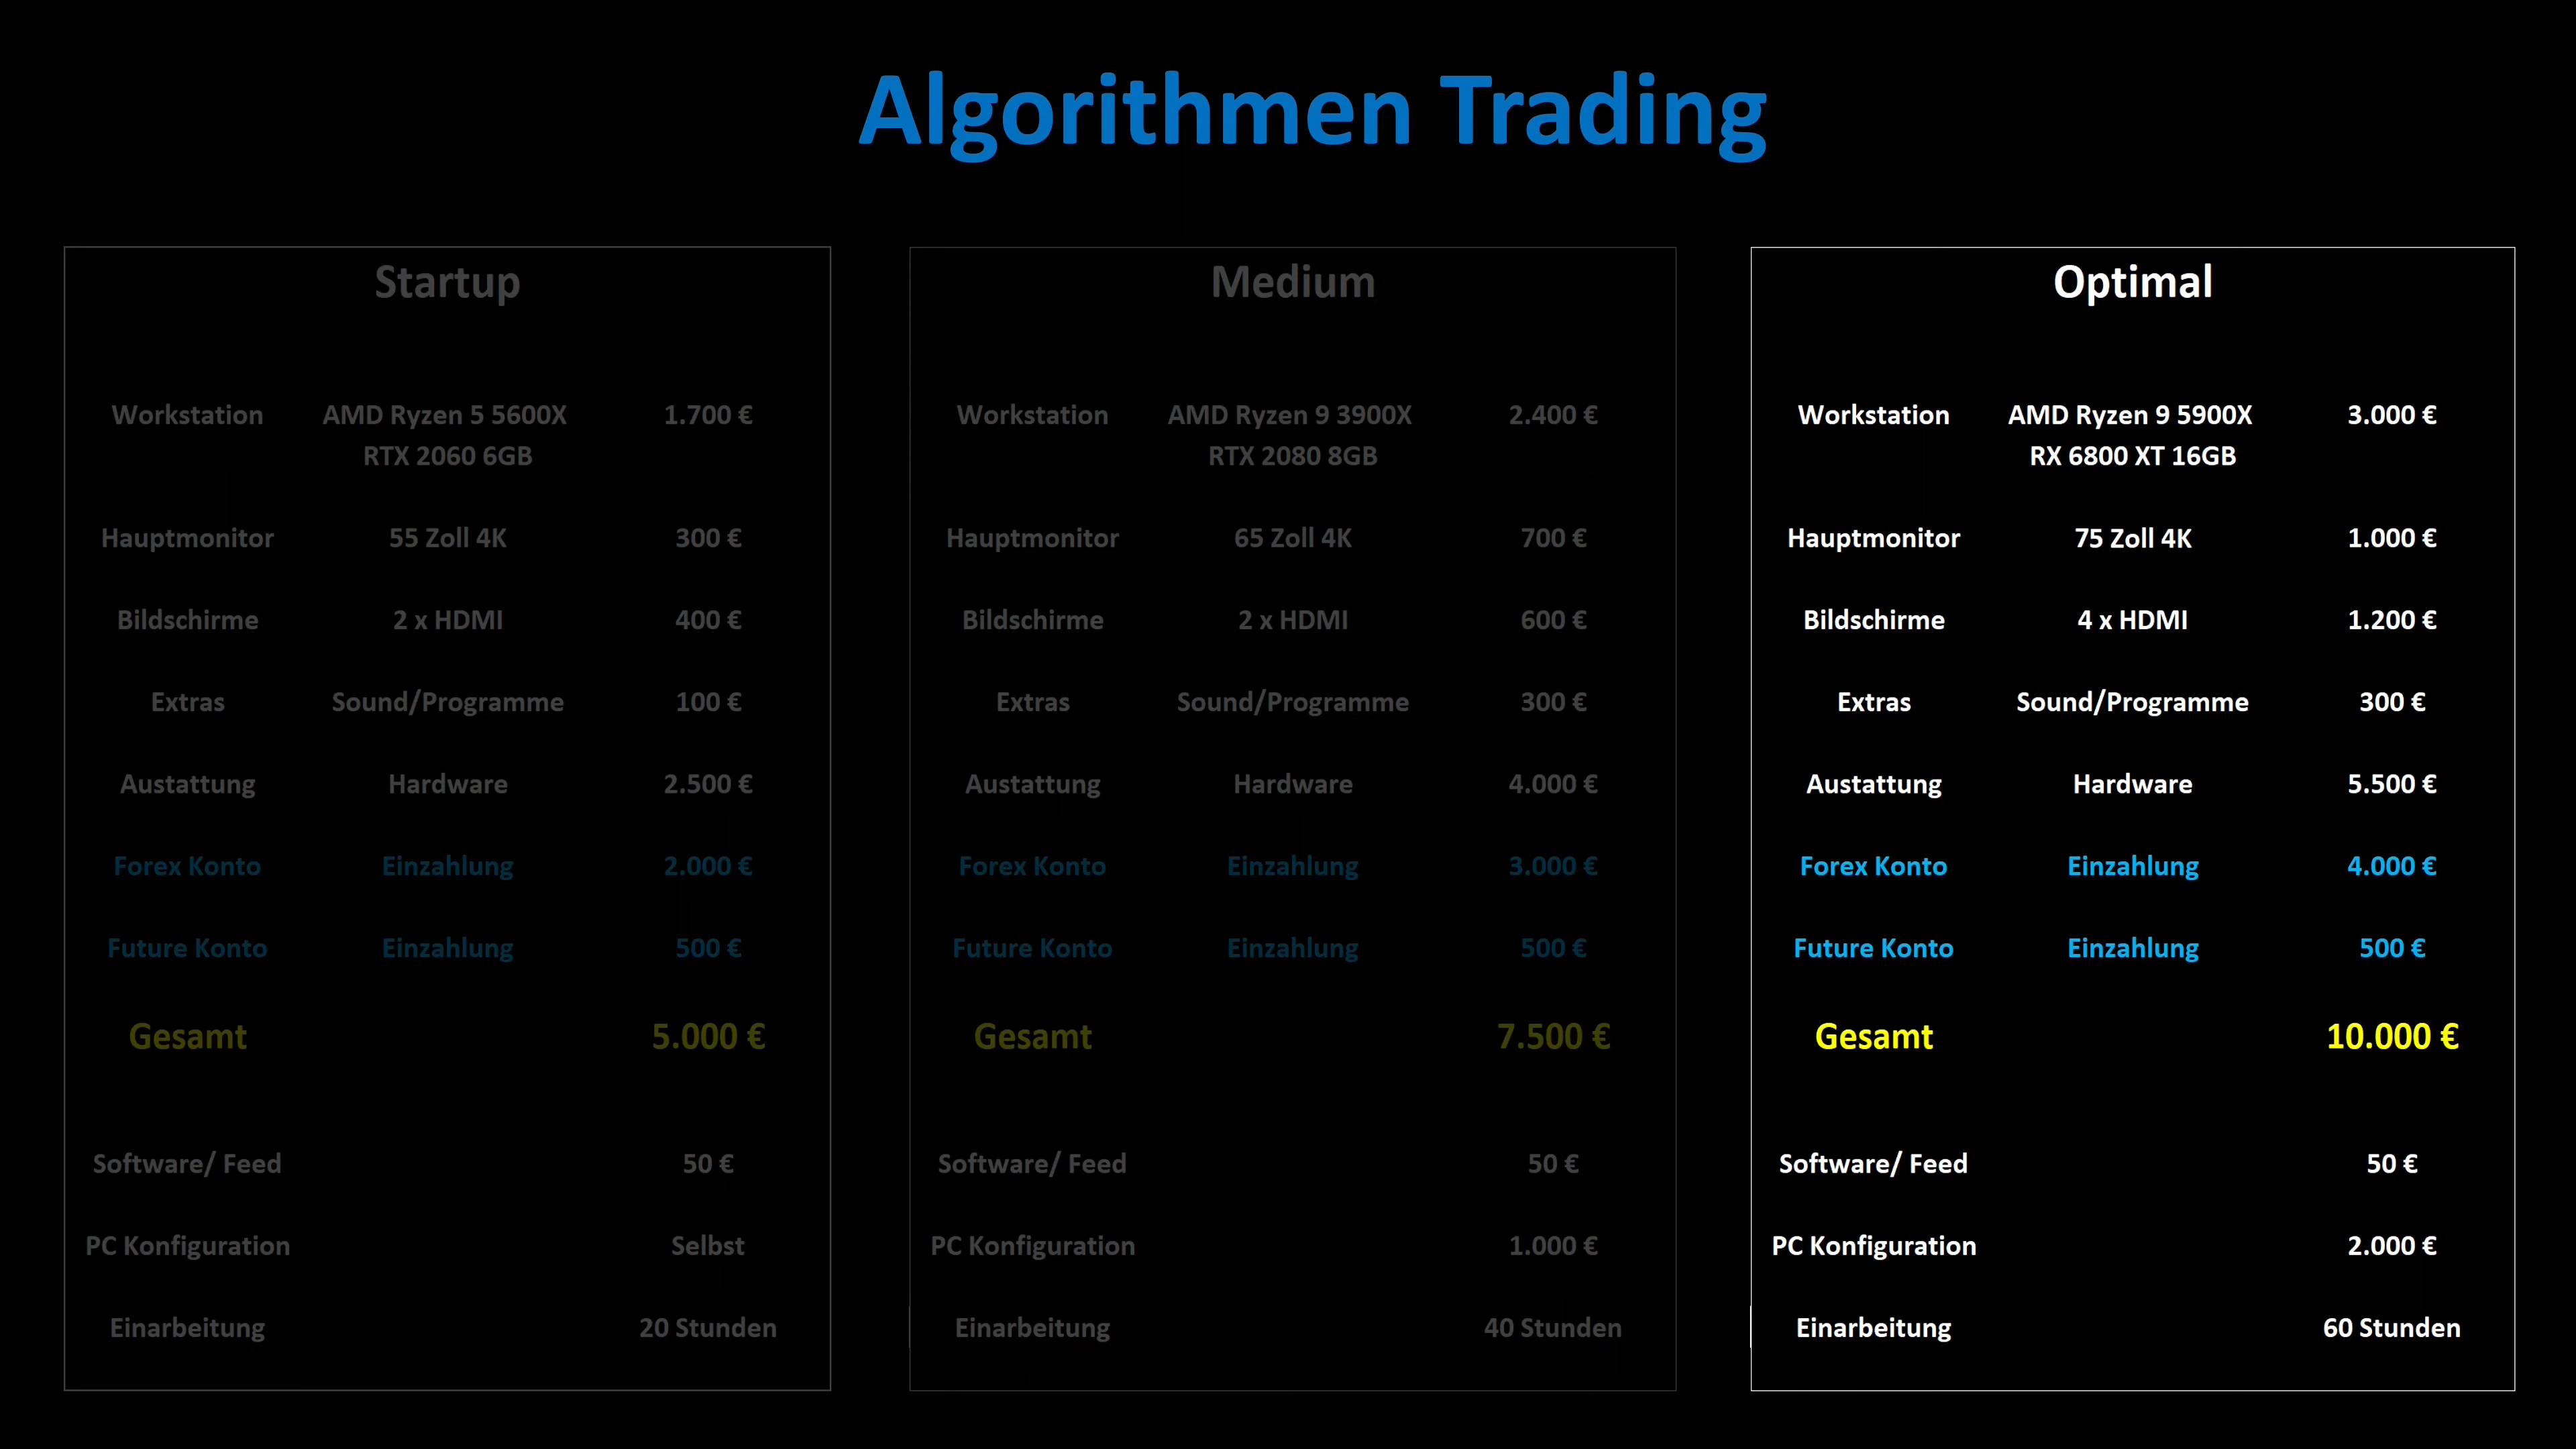 Algorithmen Trading
Startup
Workstation AMD Ryzen 5 5600X 1.700 €
RTX 2060 6GB
Hauptmonitor 55 Zoll 4K 300 €
Bildschirme 2 x HDMI 400 €
Extras Sound/Programme 100 €
Austattung Hardware 2.500 €
Forex Konto Einzahlung 2.000 €
Future Konto Einzahlung 500 €
Gesamt 5.000 €
Software/ Feed 50 €
PC Konfiguration Selbst
Einarbeitung 20 Stunden
Medium
Workstation AMD Ryzen 9 3900X 2.400 €
RTX 2080 8GB
Hauptmonitor 65 Zoll 4K 700 €
Bildschirme 2 x HDMI 600 €
Extras Sound/Programme 300 €
Austattung Hardware 4.000 €
Forex Konto Einzahlung 3.000 €
Future Konto Einzahlung 500 €
Gesamt 7.500 €
Software/ Feed 50 €
PC Konfiguration 1.000 €
Einarbeitung 40 Stunden
Optimal
Workstation AMD Ryzen 9 5900X 3.000 €
RX 6800 XT 16GB
Hauptmonitor 75 Zoll 4K 1.000 €
Bildschirme 4 x HDMI 1.200 €
Extras Sound/Programme 300 €
Austattung Hardware 5.500 €
Forex Konto Einzahlung 4.000 €
Future Konto Einzahlung 500 €
Gesamt 10.000 €
Software/ Feed 50 €
PC Konfiguration 2.000 €
Einarbeitung 60 Stunden